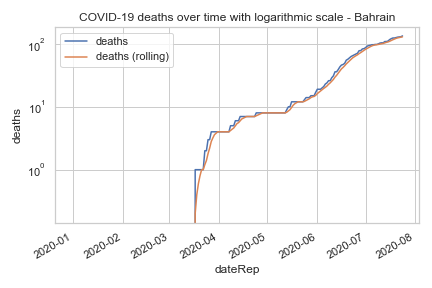 COVID-19 deaths over time with logarithmic scale - Bahrain
deaths
deaths (rolling)
10²
10¹
10⁰
deaths
2020-01
2020-02
2020-03
2020-04
2020-05
2020-06
2020-07
2020-08
dateRep